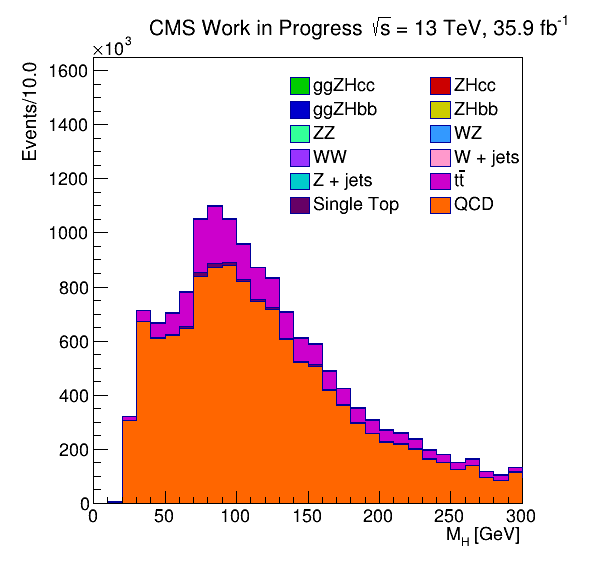 CMS Work in Progress √s = 13 TeV, 35.9 fb⁻¹
×10³
Events/10.0
1600
1400
1200
1000
800
600
400
200
0
ggZHcc ZHcc
ggZHbb ZHbb
ZZ WZ
WW W + jets
Z + jets tt̄
Single Top QCD
0 50 100 150 200 250 300
M_H [GeV]